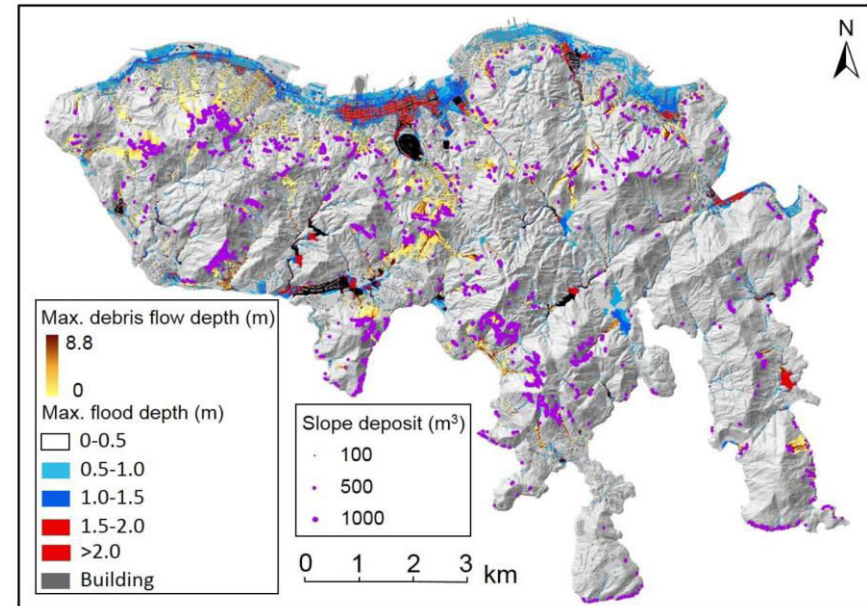 N
Max. debris flow depth (m)
8.8
0
Max. flood depth (m)
0-0.5
0.5-1.0
1.0-1.5
1.5-2.0
>2.0
Building
Slope deposit (m³)
100
500
1000
0 1 2 3 km